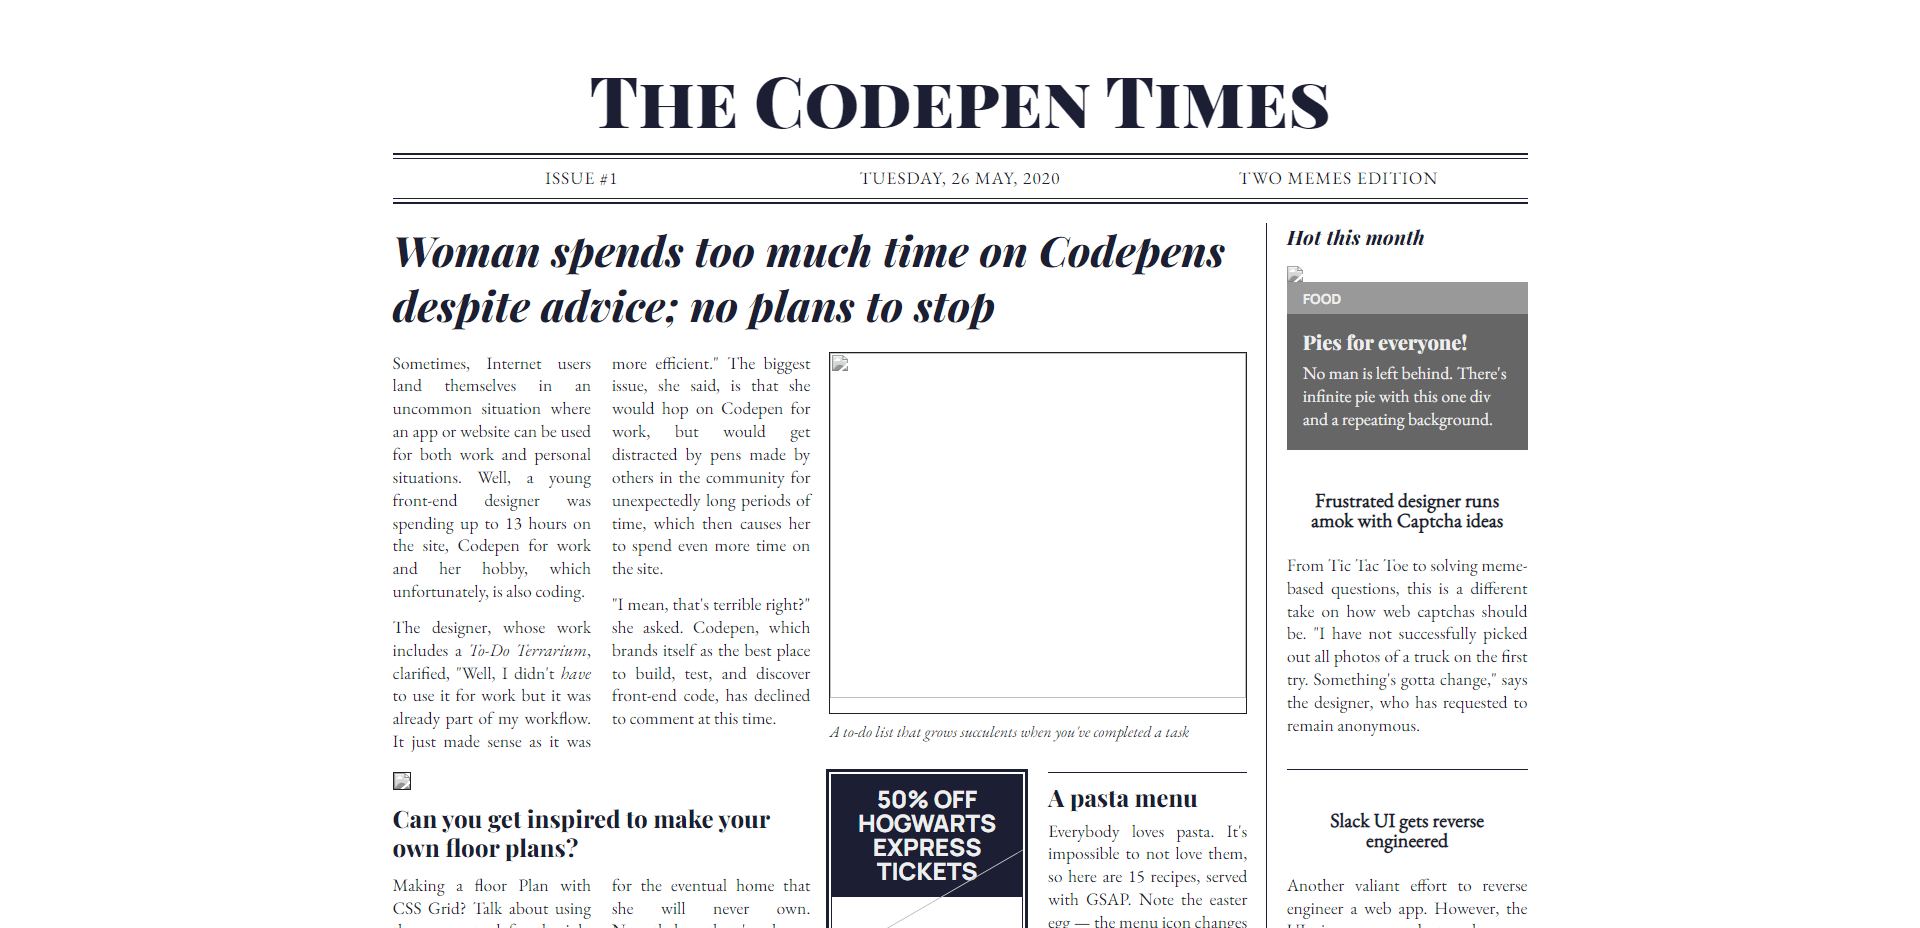 THE CODEPEN TIMES
ISSUE #1
TUESDAY, 26 MAY, 2020
TWO MEMES EDITION
Woman spends too much time on Codepens
despite advice; no plans to stop
Sometimes, Internet users
land themselves in an
uncommon situation where
an app or website can be used
for both work and personal
situations. Well, a young
front-end designer was
spending up to 13 hours on
the site, Codepen for work
and her hobby, which
unfortunately, is also coding.
The designer, whose work
includes a To-Do Terrarium,
clarified, "Well, I didn't have
to use it for work but it was
already part of my workflow.
It just made sense as it was
more efficient." The biggest
issue, she said, is that she
would hop on Codepen for
work, but would get
distracted by pens made by
others in the community for
unexpectedly long periods of
time, which then causes her
to spend even more time on
the site.
"I mean, that's terrible right?"
she asked. Codepen, which
brands itself as the best place
to build, test, and discover
front-end code, has declined
to comment at this time.
A to-do list that grows succulents when you've completed a task
Can you get inspired to make your
own floor plans?
Making a floor Plan with
CSS Grid? Talk about using
for the eventual home that
she will never own.
50% OFF
HOGWARTS
EXPRESS
TICKETS
A pasta menu
Everybody loves pasta. It's
impossible to not love them,
so here are 15 recipes, served
with GSAP. Note the easter
egg — the menu icon changes
Hot this month
FOOD
Pies for everyone!
No man is left behind. There's
infinite pie with this one div
and a repeating background.
Frustrated designer runs
amok with Captcha ideas
From Tic Tac Toe to solving meme-
based questions, this is a different
take on how web captchas should
be. "I have not successfully picked
out all photos of a truck on the first
try. Something's gotta change," says
the designer, who has requested to
remain anonymous.
Slack UI gets reverse
engineered
Another valiant effort to reverse
engineer a web app. However, the